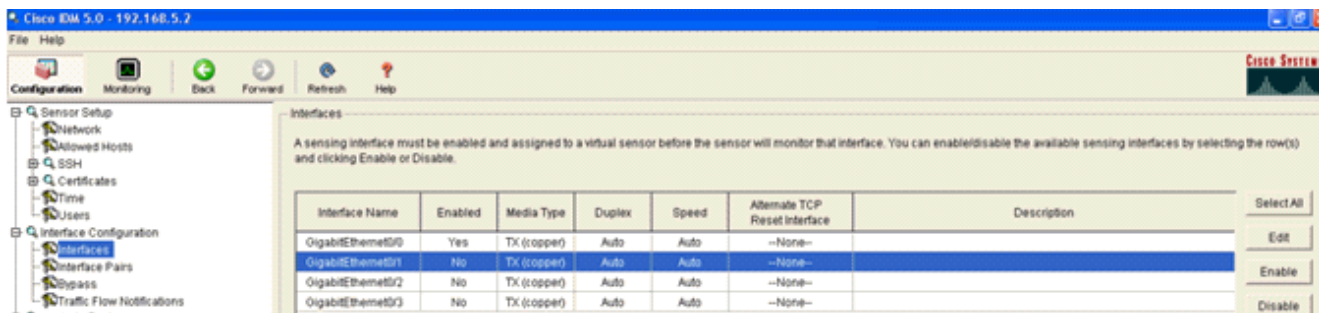 Cisco IDM 5.0 - 192.168.5.2
File Help
Configuration Monitoring Back Forward Refresh Help
CISCO SYSTEM
Sensor Setup
Network
Allowed Hosts
SSH
Certificates
Time
Users
Interface Configuration
Interfaces
Interface Pairs
Bypass
Traffic Flow Notifications
Interfaces
A sensing interface must be enabled and assigned to a virtual sensor before the sensor will monitor that interface. You can enable/disable the available sensing interfaces by selecting the row(s)
and clicking Enable or Disable.
Interface Name Enabled Media Type Duplex Speed Alternate TCP Reset Interface Description
GigabitEthernet0/0 Yes TX (copper) Auto Auto --None--
GigabitEthernet0/1 No TX (copper) Auto Auto --None--
GigabitEthernet0/2 No TX (copper) Auto Auto --None--
GigabitEthernet0/3 No TX (copper) Auto Auto --None--
Select All
Edit
Enable
Disable